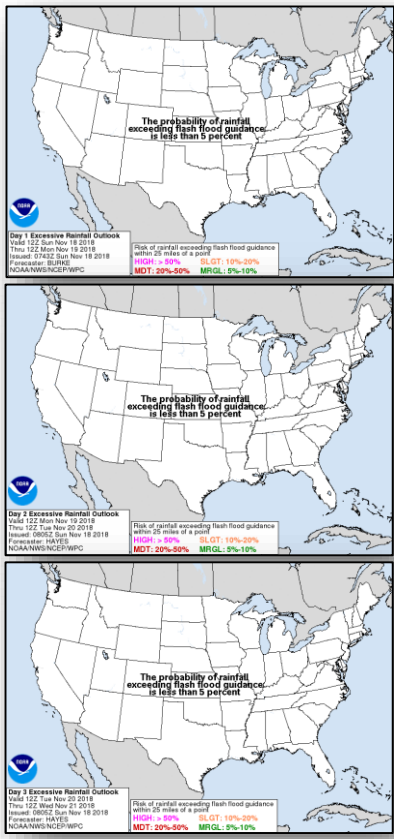 The probability of rainfall
exceeding flash flood guidance
is less than 5 percent
noaa
Day 1 Excessive Rainfall Outlook
Valid 12Z Sun Nov 18 2018
Thru 12Z Mon Nov 19 2018
Issued: 0743Z Sun Nov 18 2018
Forecaster: BURKE
NOAA/NWS/NCEP/WPC
Risk of rainfall exceeding flash flood guidance
within 25 miles of a point
HIGH: > 50% SLGT: 10%-20%
MDT: 20%-50% MRGL: 5%-10%
The probability of rainfall
exceeding flash flood guidance
is less than 5 percent
noaa
Day 2 Excessive Rainfall Outlook
Valid 12Z Mon Nov 19 2018
Thru 12Z Tue Nov 20 2018
Issued: 0805Z Sun Nov 18 2018
Forecaster: HAYES
NOAA/NWS/NCEP/WPC
Risk of rainfall exceeding flash flood guidance
within 25 miles of a point
HIGH: > 50% SLGT: 10%-20%
MDT: 20%-50% MRGL: 5%-10%
The probability of rainfall
exceeding flash flood guidance
is less than 5 percent
noaa
Day 3 Excessive Rainfall Outlook
Valid 12Z Tue Nov 20 2018
Thru 12Z Wed Nov 21 2018
Issued: 0805Z Sun Nov 18 2018
Forecaster: HAYES
NOAA/NWS/NCEP/WPC
Risk of rainfall exceeding flash flood guidance
within 25 miles of a point
HIGH: > 50% SLGT: 10%-20%
MDT: 20%-50% MRGL: 5%-10%